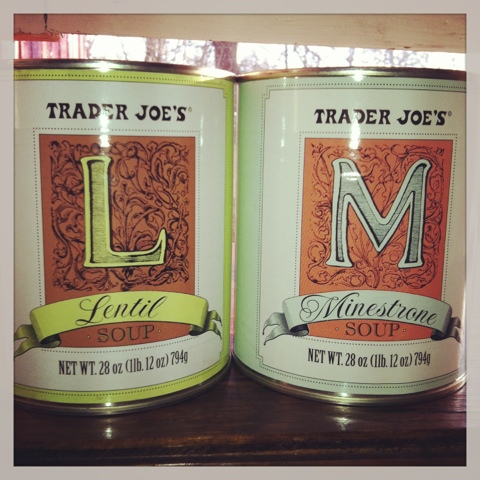 TRADER JOE'S®
L
Lentil
SOUP
NET WT. 28 oz (1lb. 12 oz) 794g
TRADER JOE'S®
M
Minestrone
SOUP
NET WT. 28 oz (1lb. 12 oz) 794g